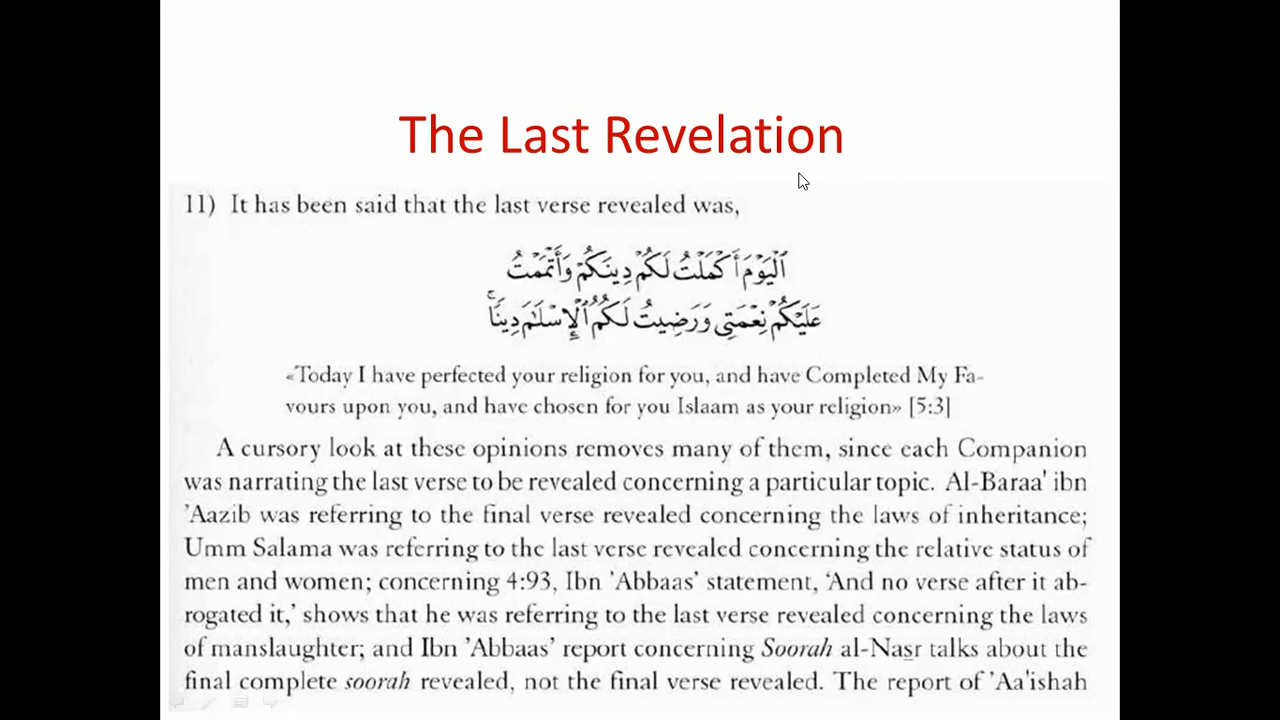 The Last Revelation
11) It has been said that the last verse revealed was,
ٱلْيَوْمَ أَكْمَلْتُ لَكُمْ دِينَكُمْ وَأَتْمَمْتُ
عَلَيْكُمْ نِعْمَتِى وَرَضِيتُ لَكُمُ ٱلْإِسْلَٰمَ دِينًا ۚ
«Today I have perfected your religion for you, and have Completed My Fa-
vours upon you, and have chosen for you Islaam as your religion» [5:3]
A cursory look at these opinions removes many of them, since each Companion
was narrating the last verse to be revealed concerning a particular topic. Al-Baraa' ibn
'Aazib was referring to the final verse revealed concerning the laws of inheritance;
Umm Salama was referring to the last verse revealed concerning the relative status of
men and women; concerning 4:93, Ibn 'Abbaas' statement, 'And no verse after it ab-
rogated it,' shows that he was referring to the last verse revealed concerning the laws
of manslaughter; and Ibn 'Abbaas' report concerning Soorah al-Nasr talks about the
final complete soorah revealed, not the final verse revealed. The report of 'Aa'ishah